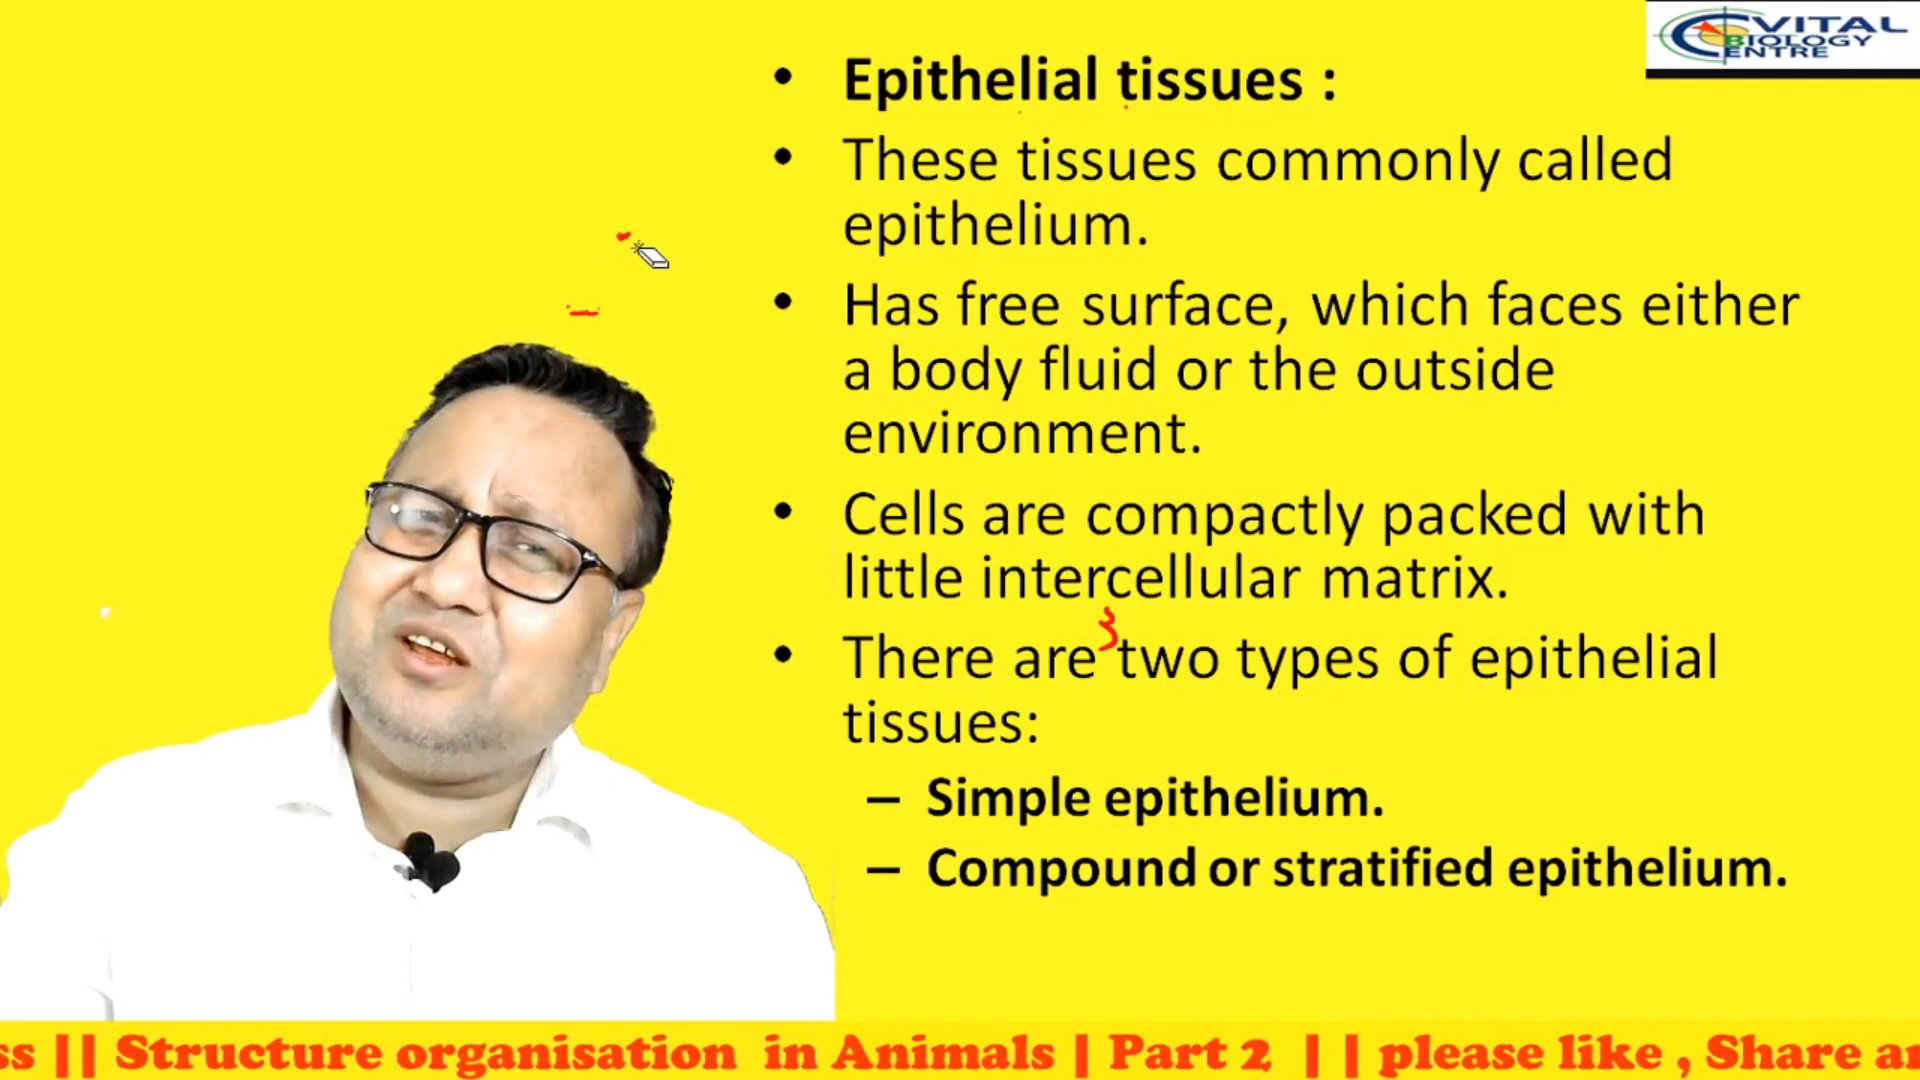 VITAL
BIOLOGY
CENTRE
• Epithelial tissues :
• These tissues commonly called
epithelium.
• Has free surface, which faces either
a body fluid or the outside
environment.
• Cells are compactly packed with
little intercellular matrix.
• There are two types of epithelial
tissues:
– Simple epithelium.
– Compound or stratified epithelium.
ss || Structure organisation in Animals | Part 2 || please like , Share an